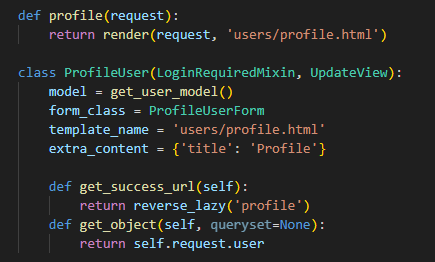 def profile(request):
    return render(request, 'users/profile.html')
class ProfileUser(LoginRequiredMixin, UpdateView):
    model = get_user_model()
    form_class = ProfileUserForm
    template_name = 'users/profile.html'
    extra_content = {'title': 'Profile'}
    def get_success_url(self):
        return reverse_lazy('profile')
    def get_object(self, queryset=None):
        return self.request.user